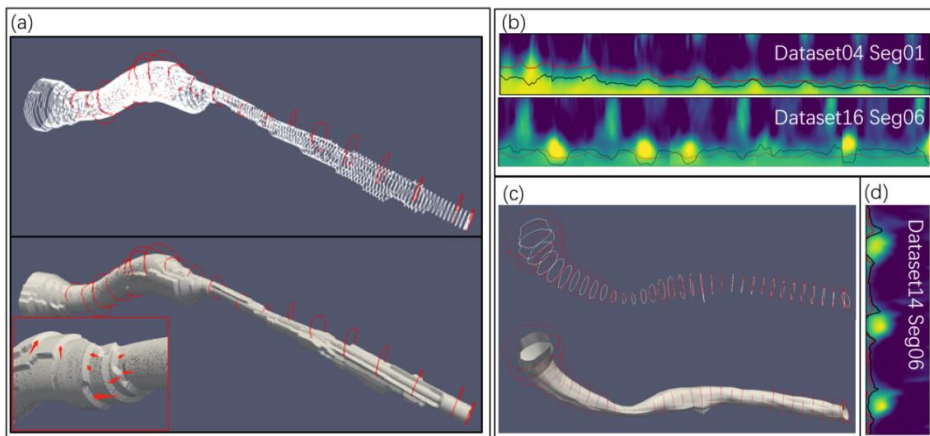 (a)
(b)
Dataset04 Seg01
Dataset16 Seg06
(c)
(d)
Dataset14 Seg06